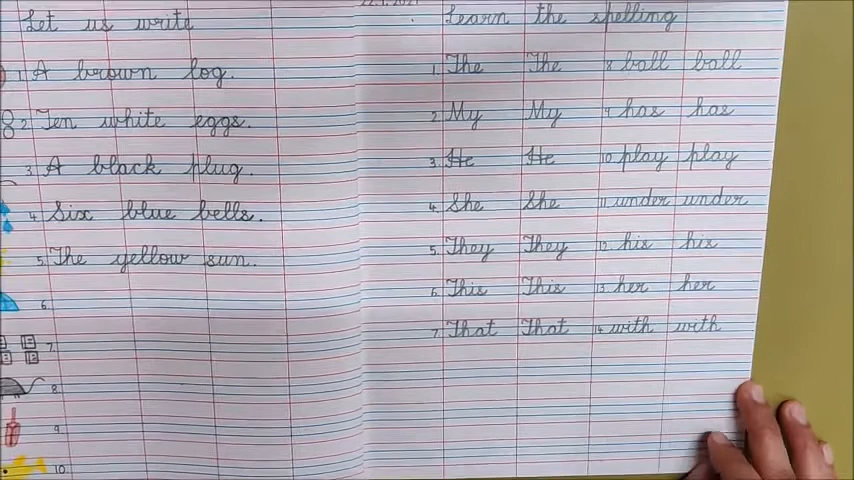 Let us write
1. A brown log.
2. Ten white eggs.
3. A black plug.
4. Six blue bells.
5. The yellow sun.
6.
7.
8
9
10.
Learn the spelling
1. The The 8 ball ball
2. My My 9 has has
3. He He 10 play play
4. She She 11 under under
5. They They 12. his his
6. This This 13 her her
7. That That 14 with with